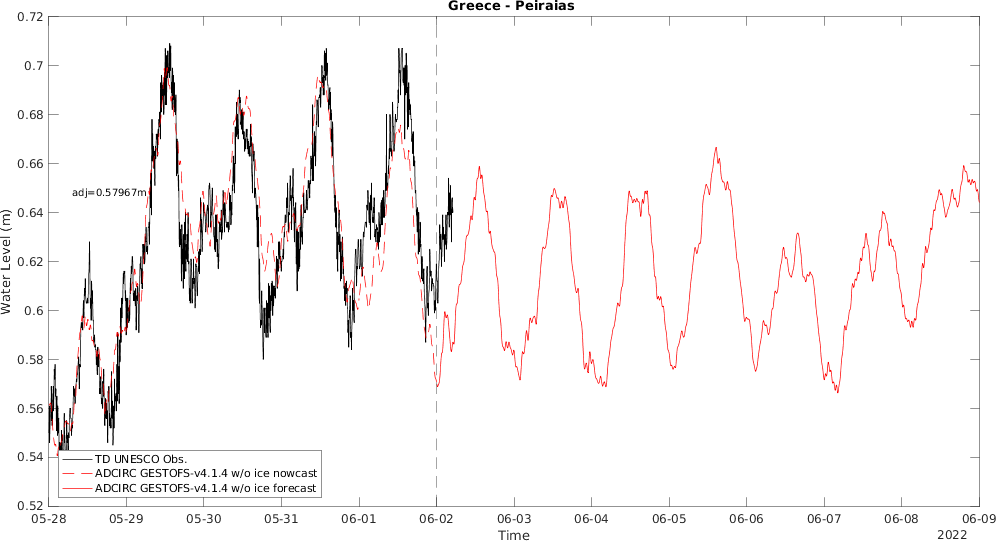 Greece - Peiraias
0.72
0.7
0.68
0.66
0.64
0.62
0.6
0.58
0.56
0.54
0.52
Water Level (m)
adj=0.57967m
TD UNESCO Obs.
ADCIRC GESTOFS-v4.1.4 w/o ice nowcast
ADCIRC GESTOFS-v4.1.4 w/o ice forecast
05-28 05-29 05-30 05-31 06-01 06-02 06-03 06-04 06-05 06-06 06-07 06-08 06-09
Time
2022